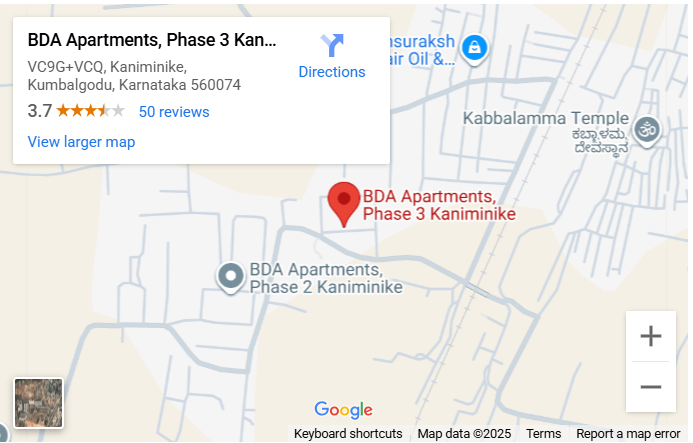 BDA Apartments, Phase 3 Kan...
VC9G+VCQ, Kaniminike,
Kumbalgodu, Karnataka 560074
3.7
50 reviews
View larger map
Directions
nsuraksh
air Oil &...
Kabbalamma Temple
ಕಬ್ಬಾಳಮ್ಮ
ದೇವಸ್ಥಾನ
BDA Apartments,
Phase 3 Kaniminike
BDA Apartments,
Phase 2 Kaniminike
Google
Keyboard shortcuts
Map data ©2025
Terms
Report a map error